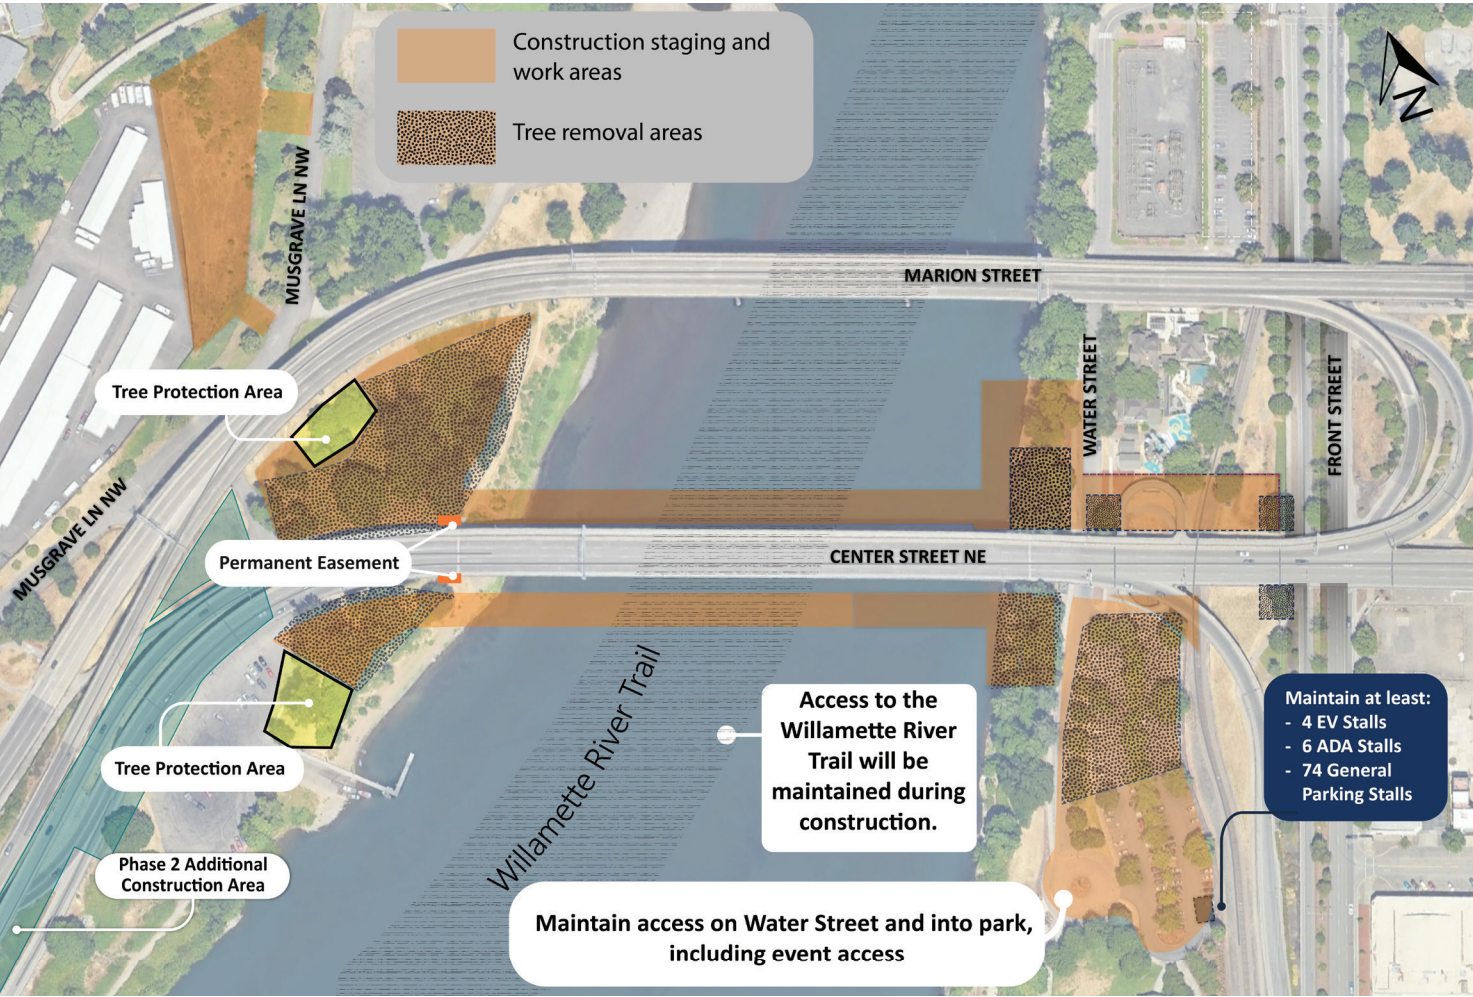 Construction staging and
work areas
Tree removal areas
N
MUSGRAVE LN NW
MARION STREET
Tree Protection Area
WATER STREET
FRONT STREET
MUSGRAVE LN NW
Permanent Easement
CENTER STREET NE
Willamette River Trail
Access to the
Willamette River
Trail will be
maintained during
construction.
Maintain at least:
- 4 EV Stalls
- 6 ADA Stalls
- 74 General
Parking Stalls
Tree Protection Area
Phase 2 Additional
Construction Area
Maintain access on Water Street and into park,
including event access